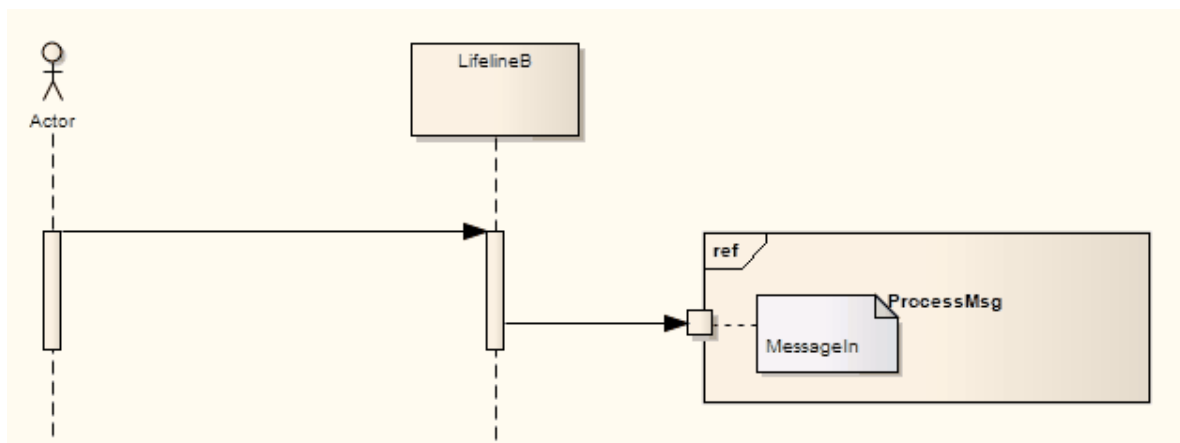 Actor
LifelineB
ref
ProcessMsg
MessageIn